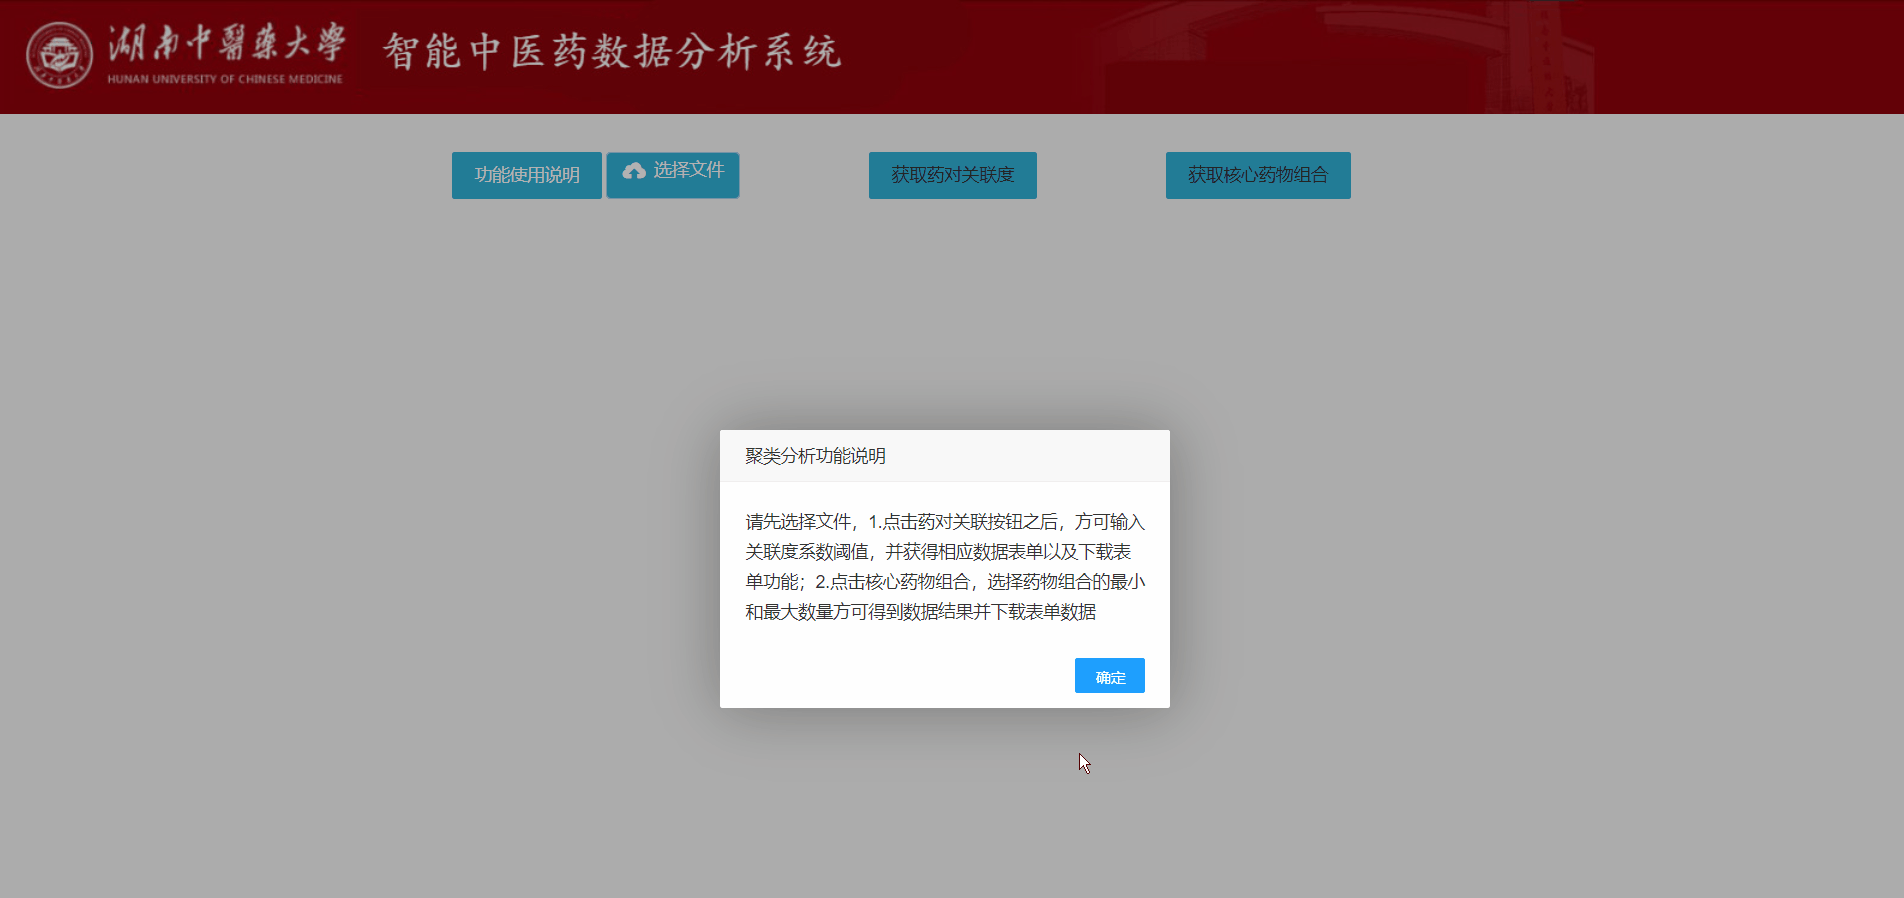 湖南中醫藥大學
HUNAN UNIVERSITY OF CHINESE MEDICINE
智能中医药数据分析系统
功能使用说明
选择文件
获取药对关联度
获取核心药物组合
聚类分析功能说明
请先选择文件，1.点击药对关联按钮之后，方可输入
关联度系数阈值，并获得相应数据表单以及下载表
单功能；2.点击核心药物组合，选择药物组合的最小
和最大数量方可得到数据结果并下载表单数据
确定